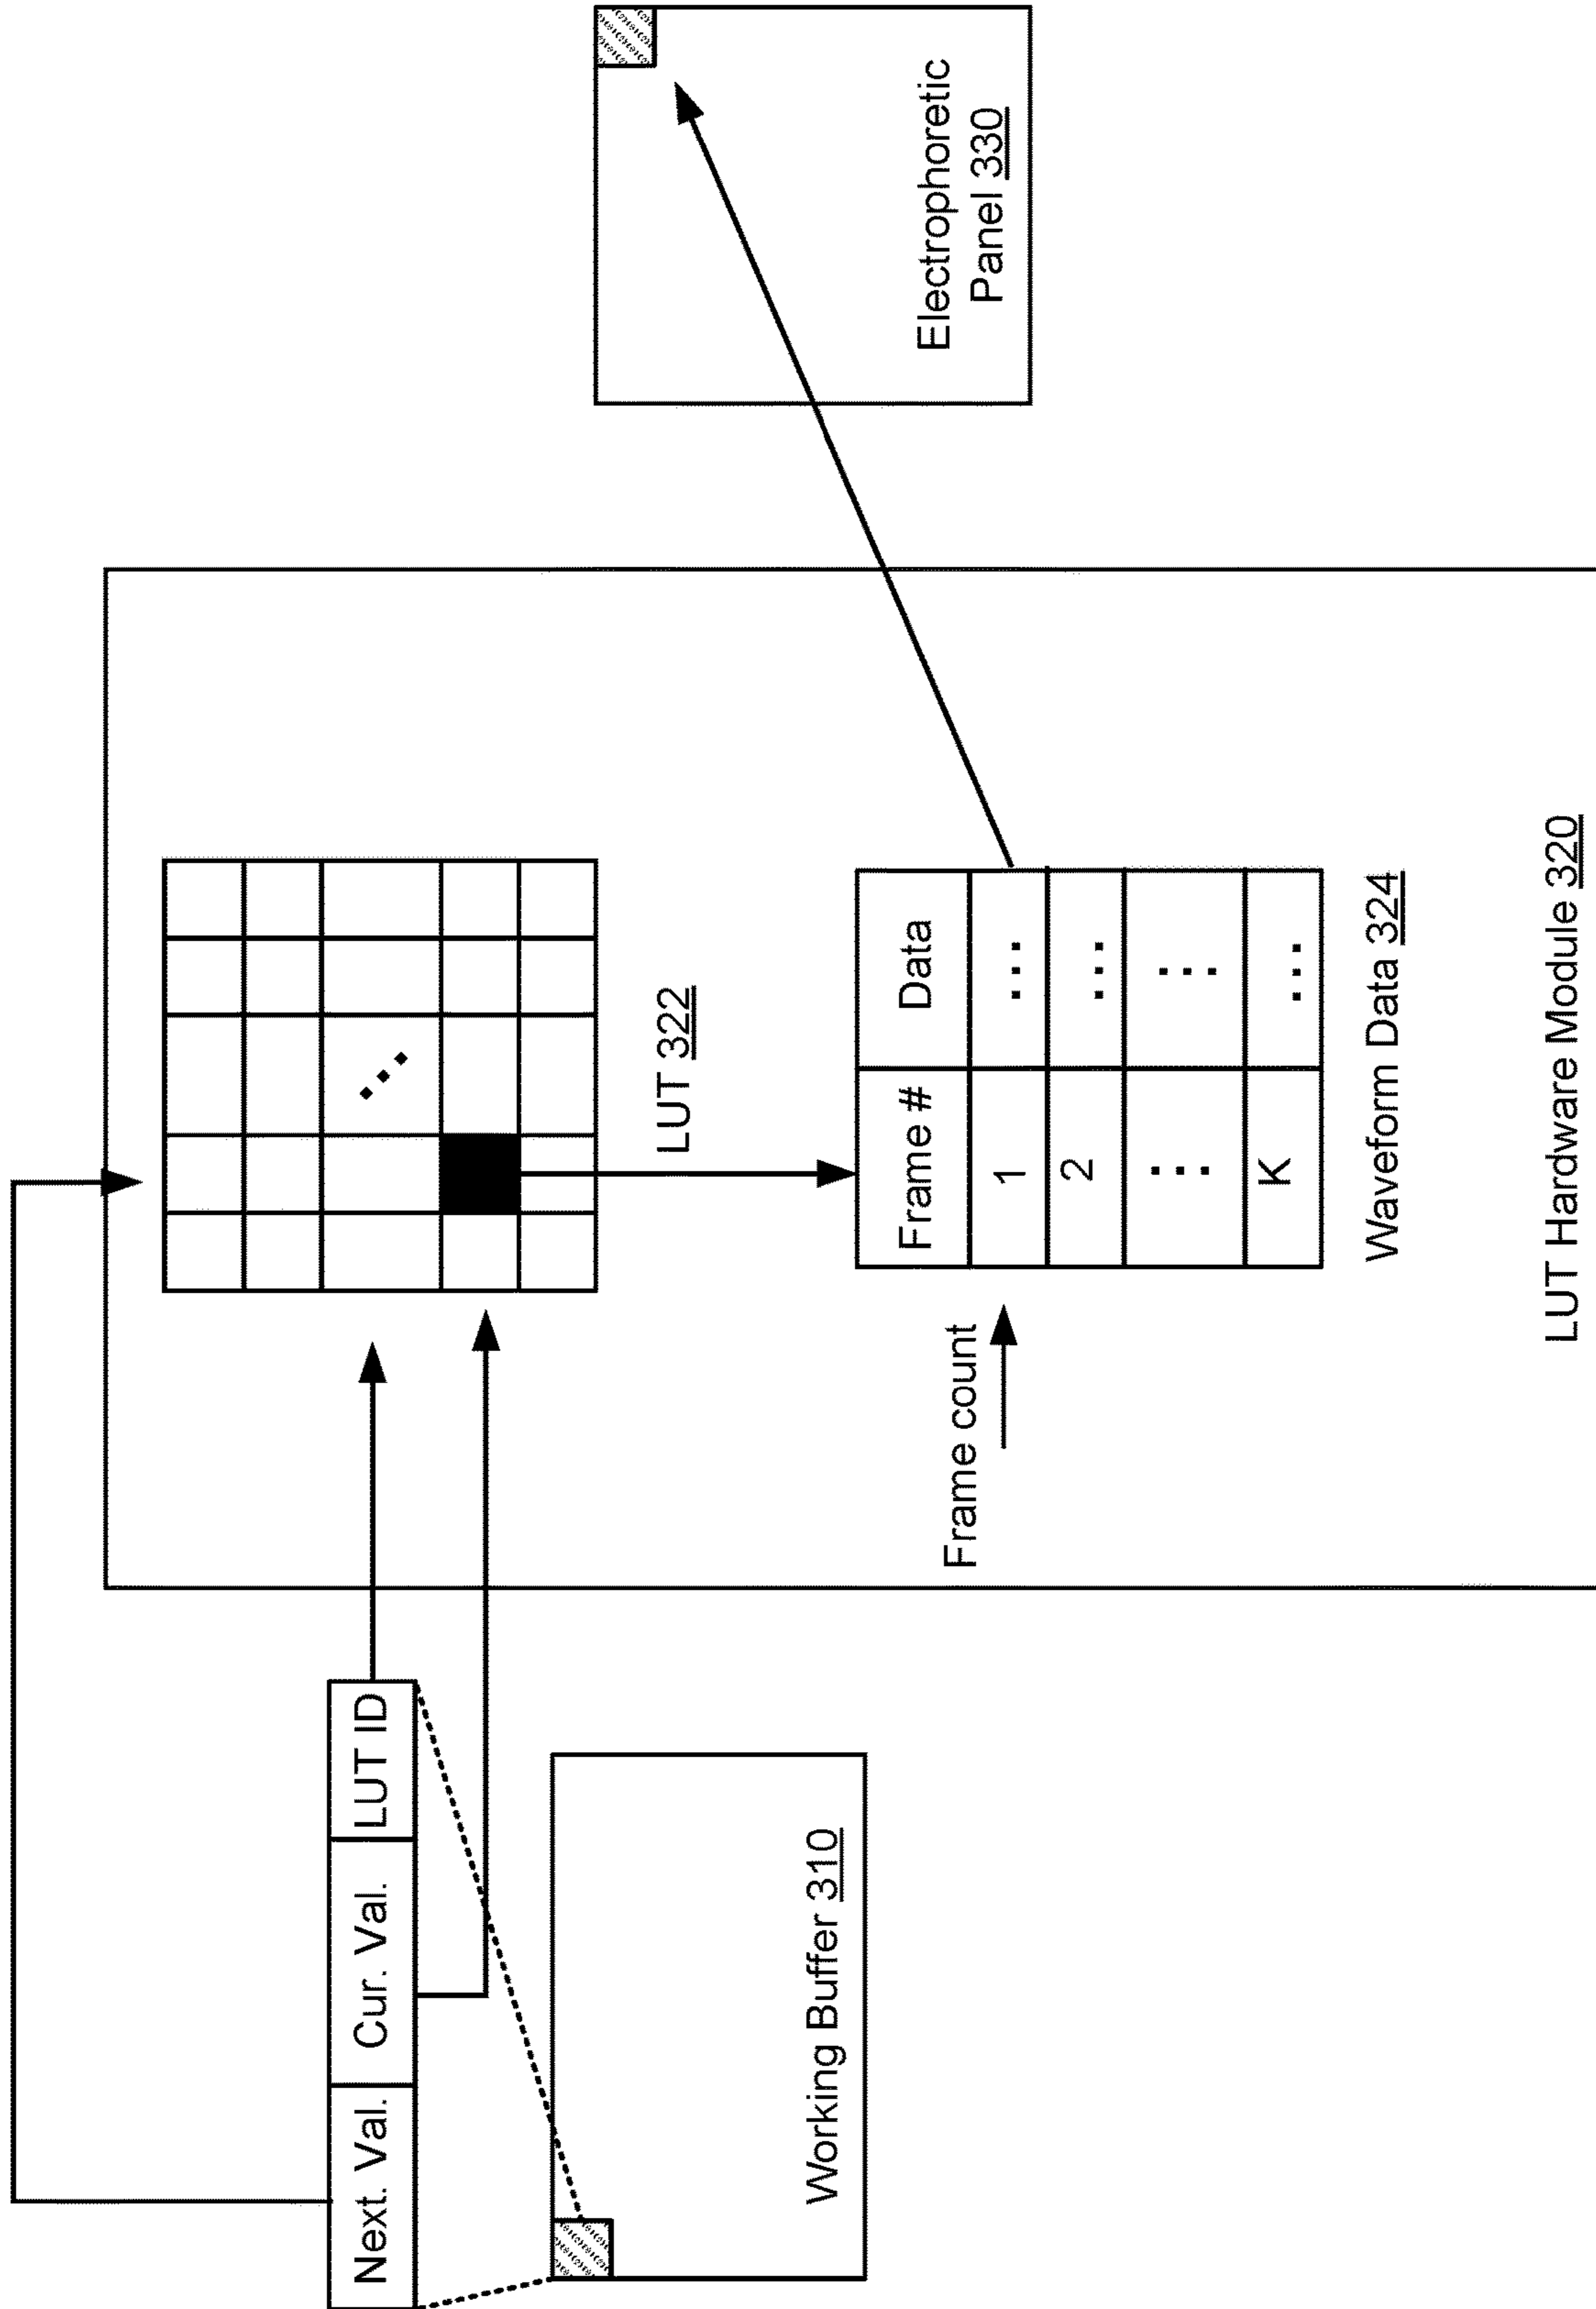 Next. Val.
Cur. Val.
LUT ID
Working Buffer 310
LUT 322
Frame count
Frame #
Data
1
...
2
...
⋮
⋮
K
...
Waveform Data 324
LUT Hardware Module 320
Electrophoretic
Panel 330